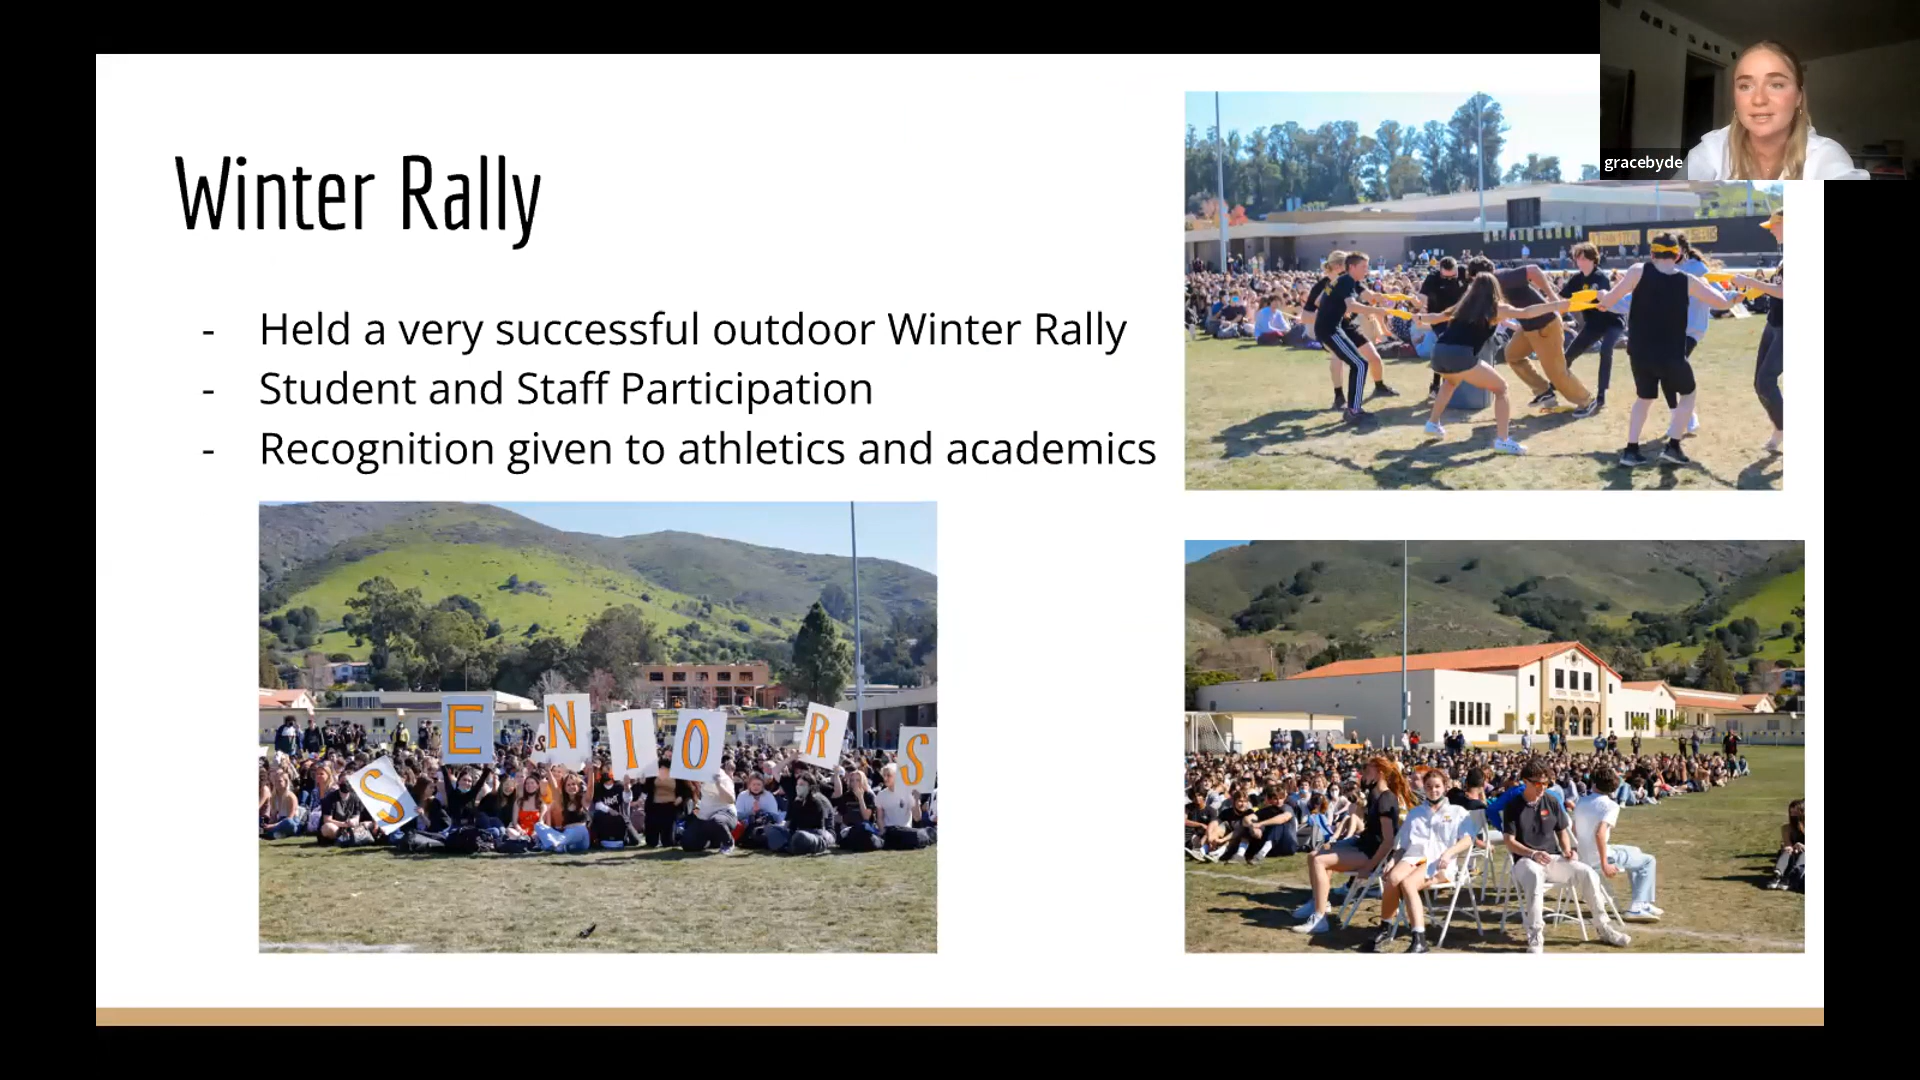 gracebyde
Winter Rally
- Held a very successful outdoor Winter Rally
- Student and Staff Participation
- Recognition given to athletics and academics
S E N I O R S